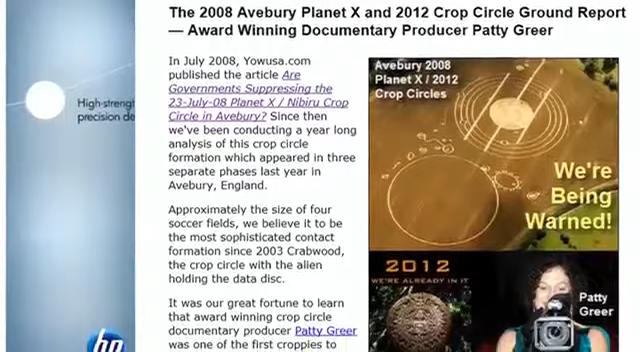 The 2008 Avebury Planet X and 2012 Crop Circle Ground Report
— Award Winning Documentary Producer Patty Greer
In July 2008, Yowusa.com
published the article Are
Governments Suppressing the
23-July-08 Planet X / Nibiru Crop
Circle in Avebury? Since then
we've been conducting a year long
analysis of this crop circle
formation which appeared in three
separate phases last year in
Avebury, England.
Approximately the size of four
soccer fields, we believe it to be
the most sophisticated contact
formation since 2003 Crabwood,
the crop circle with the alien
holding the data disc.
It was our great fortune to learn
that award winning crop circle
documentary producer Patty Greer
was one of the first croppies to
Avebury 2008
Planet X / 2012
Crop Circles
We're
Being
Warned!
2012
WE'RE ALREADY IN IT
Patty
Greer
High-strengt
precision de
hp